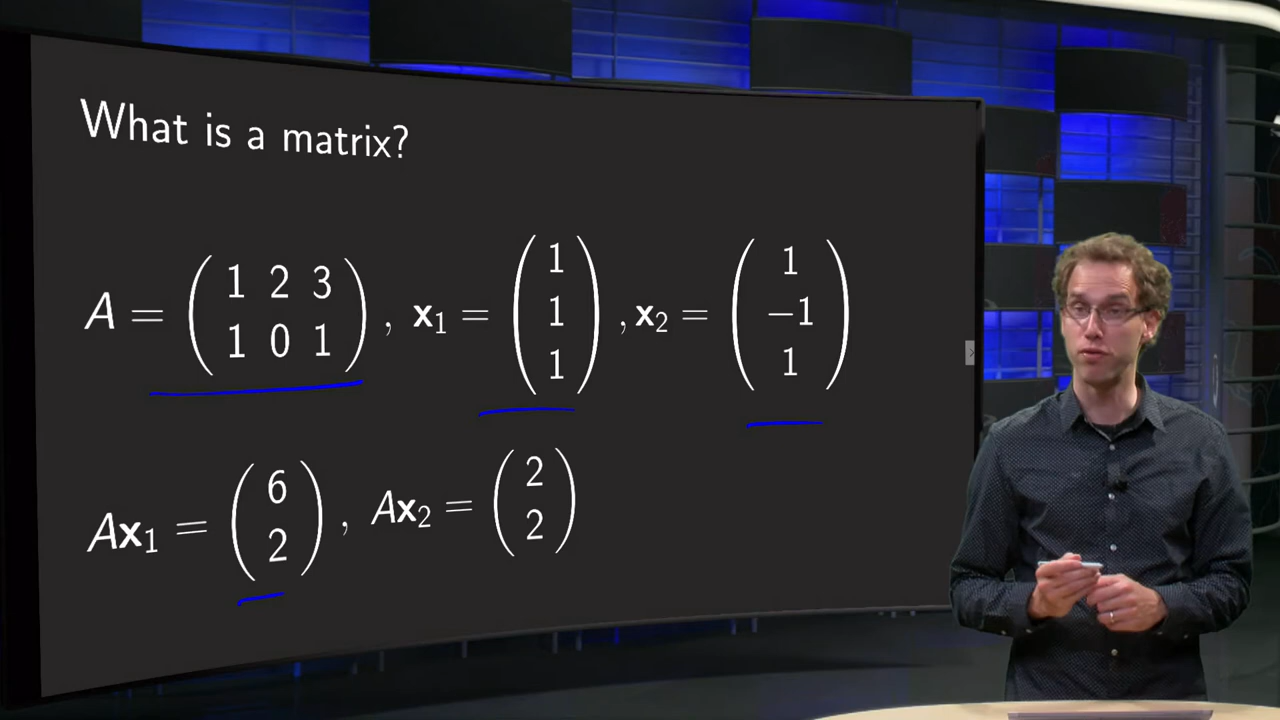 What is a matrix?
A = ( 1 2 3 ; 1 0 1 ), x₁ = ( 1 ; 1 ; 1 ), x₂ = ( 1 ; −1 ; 1 )
Ax₁ = ( 6 ; 2 ), Ax₂ = ( 2 ; 2 )